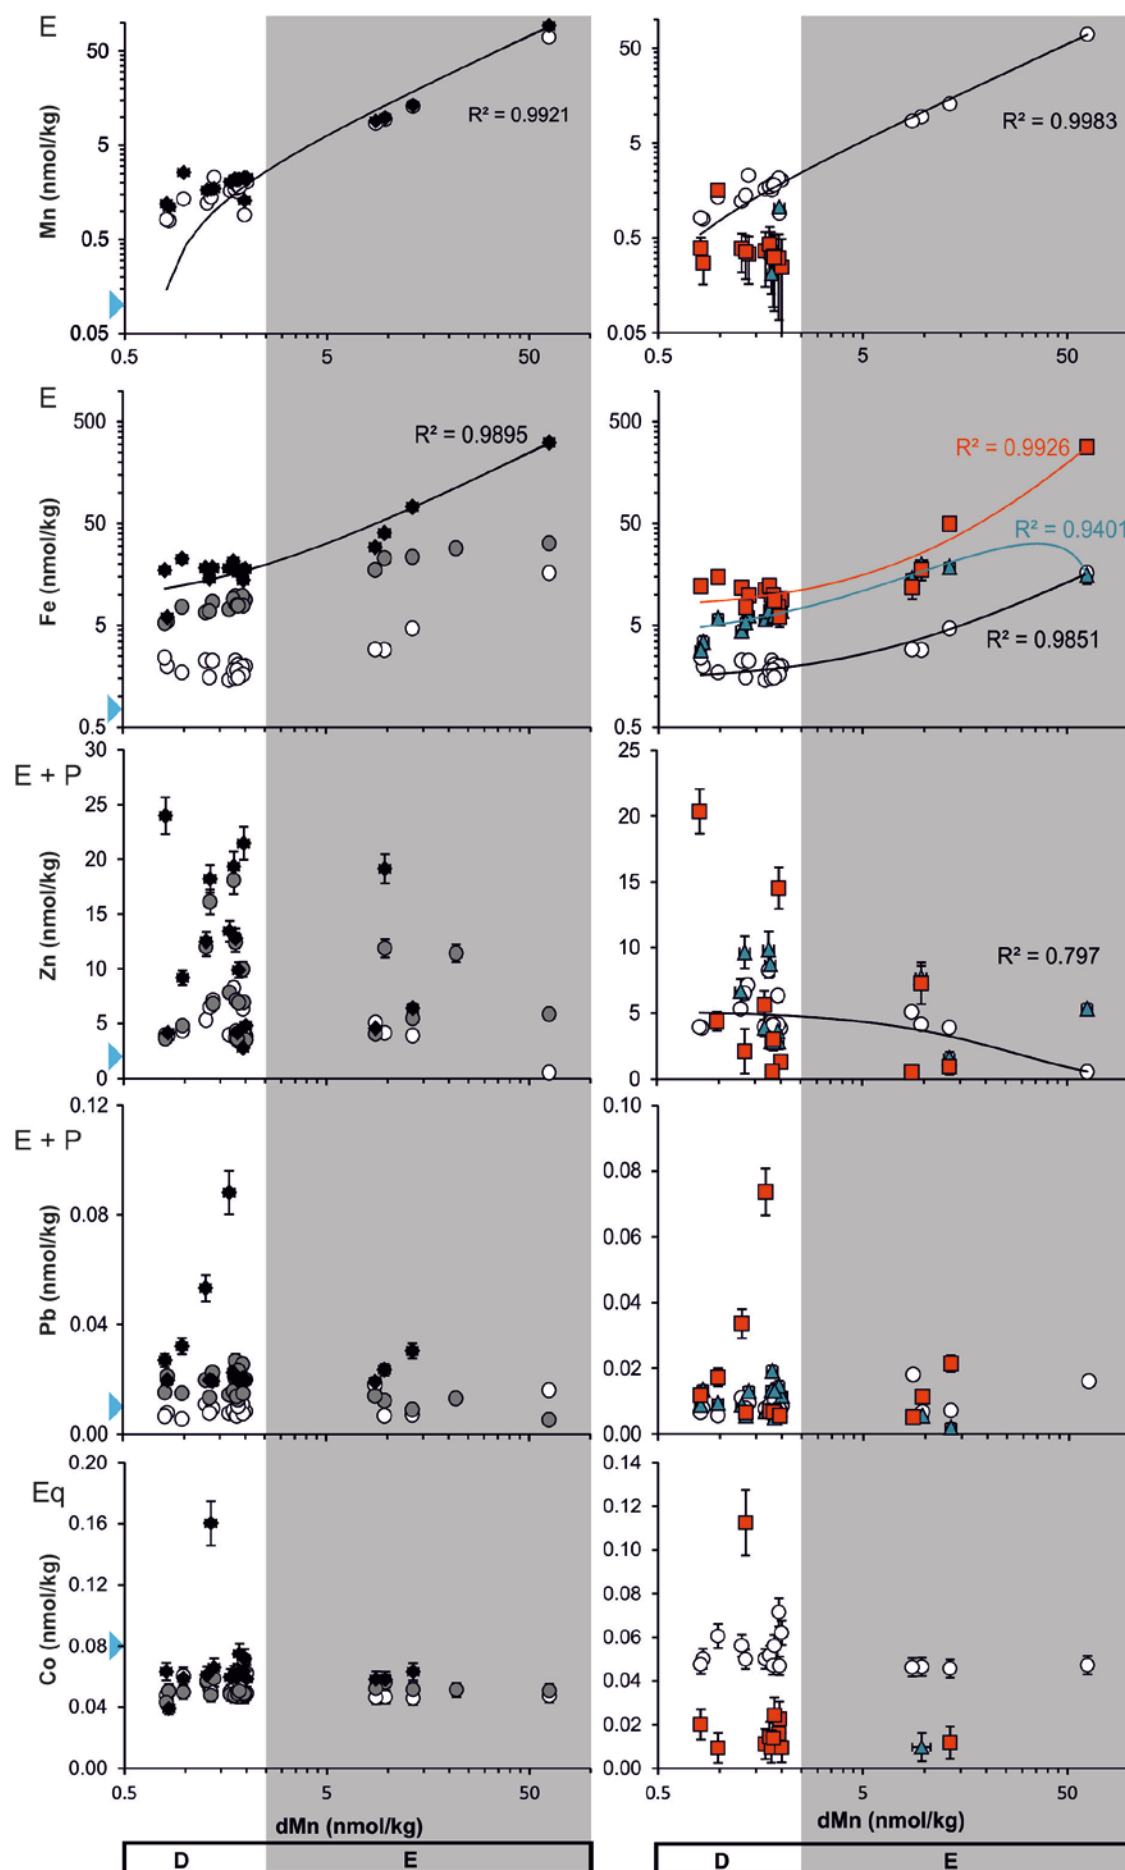 E
Mn (nmol/kg)
50
5
0.5
0.05
R² = 0.9921
0.5
5
50
50
5
0.5
0.05
R² = 0.9983
0.5
5
50
E
Fe (nmol/kg)
500
50
5
0.5
R² = 0.9895
500
50
5
0.5
R² = 0.9926
R² = 0.9401
R² = 0.9851
E + P
Zn (nmol/kg)
30
25
20
15
10
5
0
25
20
15
10
5
0
R² = 0.797
E + P
Pb (nmol/kg)
0.12
0.08
0.04
0.00
0.10
0.08
0.06
0.04
0.02
0.00
Eq
Co (nmol/kg)
0.20
0.16
0.12
0.08
0.04
0.00
0.5
5
50
dMn (nmol/kg)
0.14
0.12
0.10
0.08
0.06
0.04
0.02
0.00
0.5
5
50
dMn (nmol/kg)
D
E
D
E